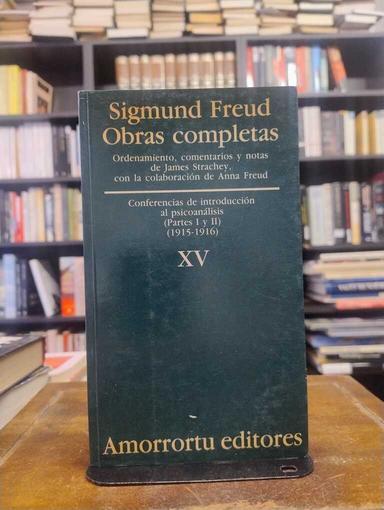 Sigmund Freud
Obras completas
Ordenamiento, comentarios y notas
de James Strachey,
con la colaboración de Anna Freud
Conferencias de introducción
al psicoanálisis
(Partes I y II)
(1915-1916)
XV
Amorrortu editores